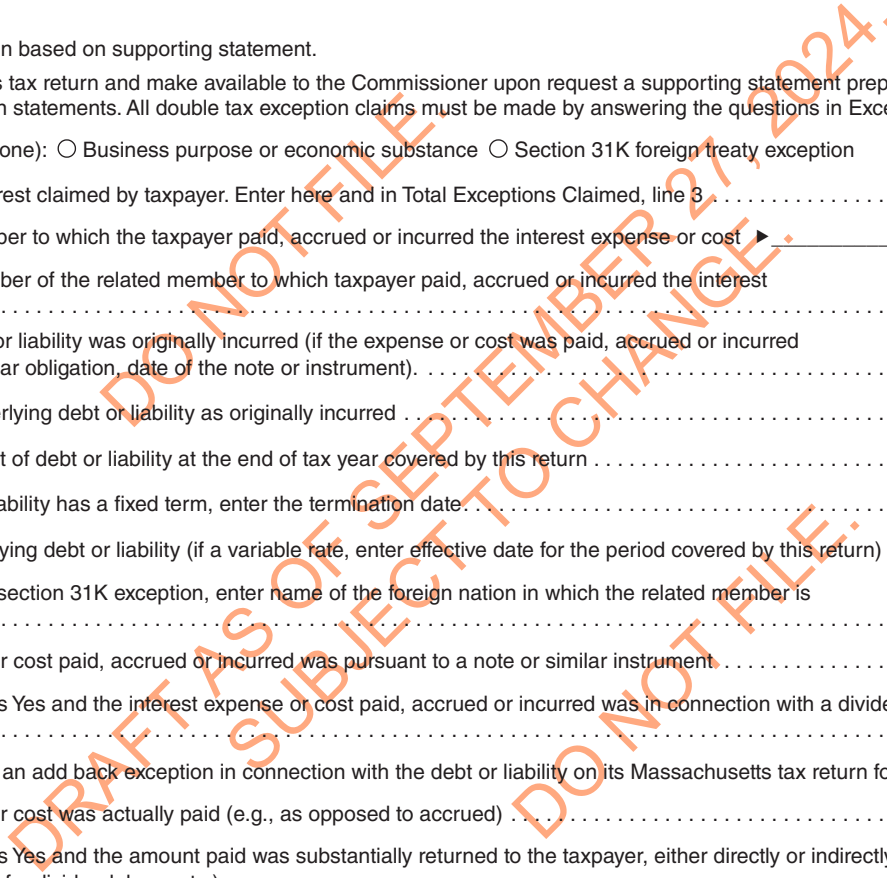 n based on supporting statement.
s tax return and make available to the Commissioner upon request a supporting statement prep
n statements. All double tax exception claims must be made by answering the questions in Exce
one): Business purpose or economic substance Section 31K foreign treaty exception
rest claimed by taxpayer. Enter here and in Total Exceptions Claimed, line 3
ber to which the taxpayer paid, accrued or incurred the interest expense or cost
ber of the related member to which taxpayer paid, accrued or incurred the interest
or liability was originally incurred (if the expense or cost was paid, accrued or incurred
ar obligation, date of the note or instrument).
erlying debt or liability as originally incurred
t of debt or liability at the end of tax year covered by this return
ability has a fixed term, enter the termination date.
ying debt or liability (if a variable rate, enter effective date for the period covered by this return)
section 31K exception, enter name of the foreign nation in which the related member is
r cost paid, accrued or incurred was pursuant to a note or similar instrument
s Yes and the interest expense or cost paid, accrued or incurred was in connection with a divide
an add back exception in connection with the debt or liability on its Massachusetts tax return fo
r cost was actually paid (e.g., as opposed to accrued)
s Yes and the amount paid was substantially returned to the taxpayer, either directly or indirectly
DO NOT FILE.
DRAFT AS OF SEPTEMBER 27, 2024.
SUBJECT TO CHANGE.
DO NOT FILE.